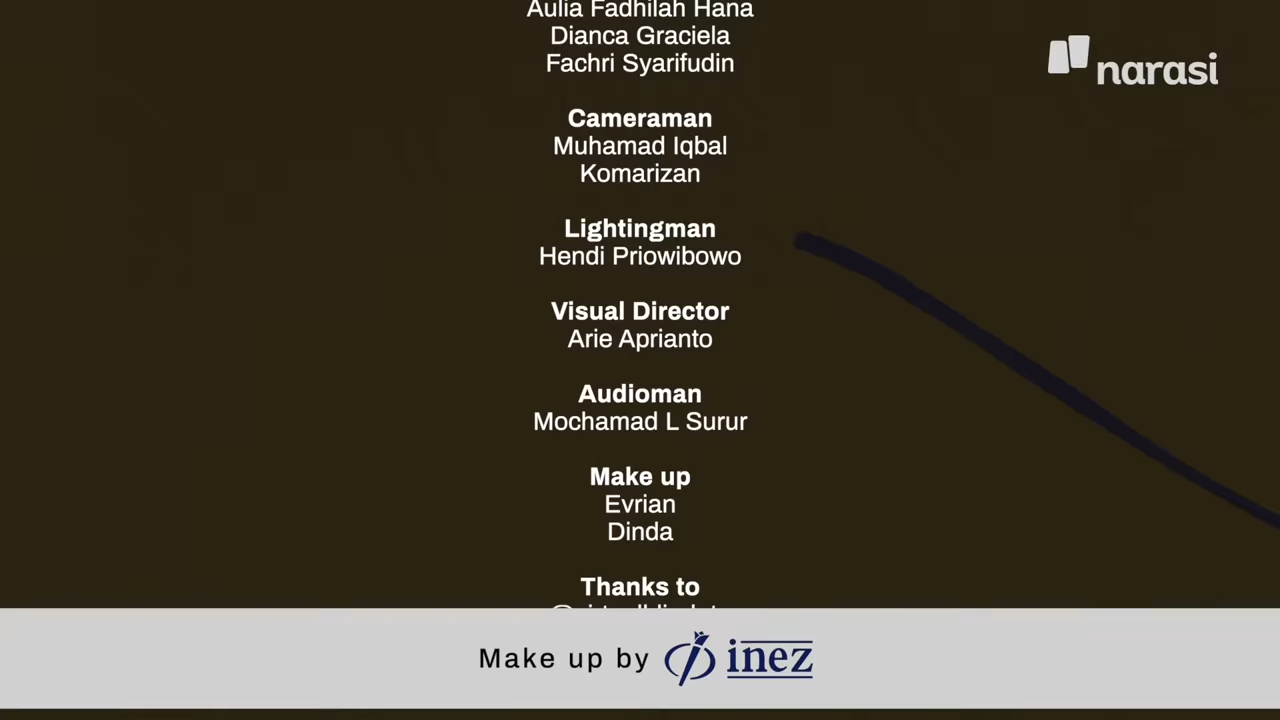 Aulia Fadhilah Hana
Dianca Graciela
Fachri Syarifudin
narasi
Cameraman
Muhamad Iqbal
Komarizan
Lightingman
Hendi Priowibowo
Visual Director
Arie Aprianto
Audioman
Mochamad L Surur
Make up
Evrian
Dinda
Thanks to
Make up by inez